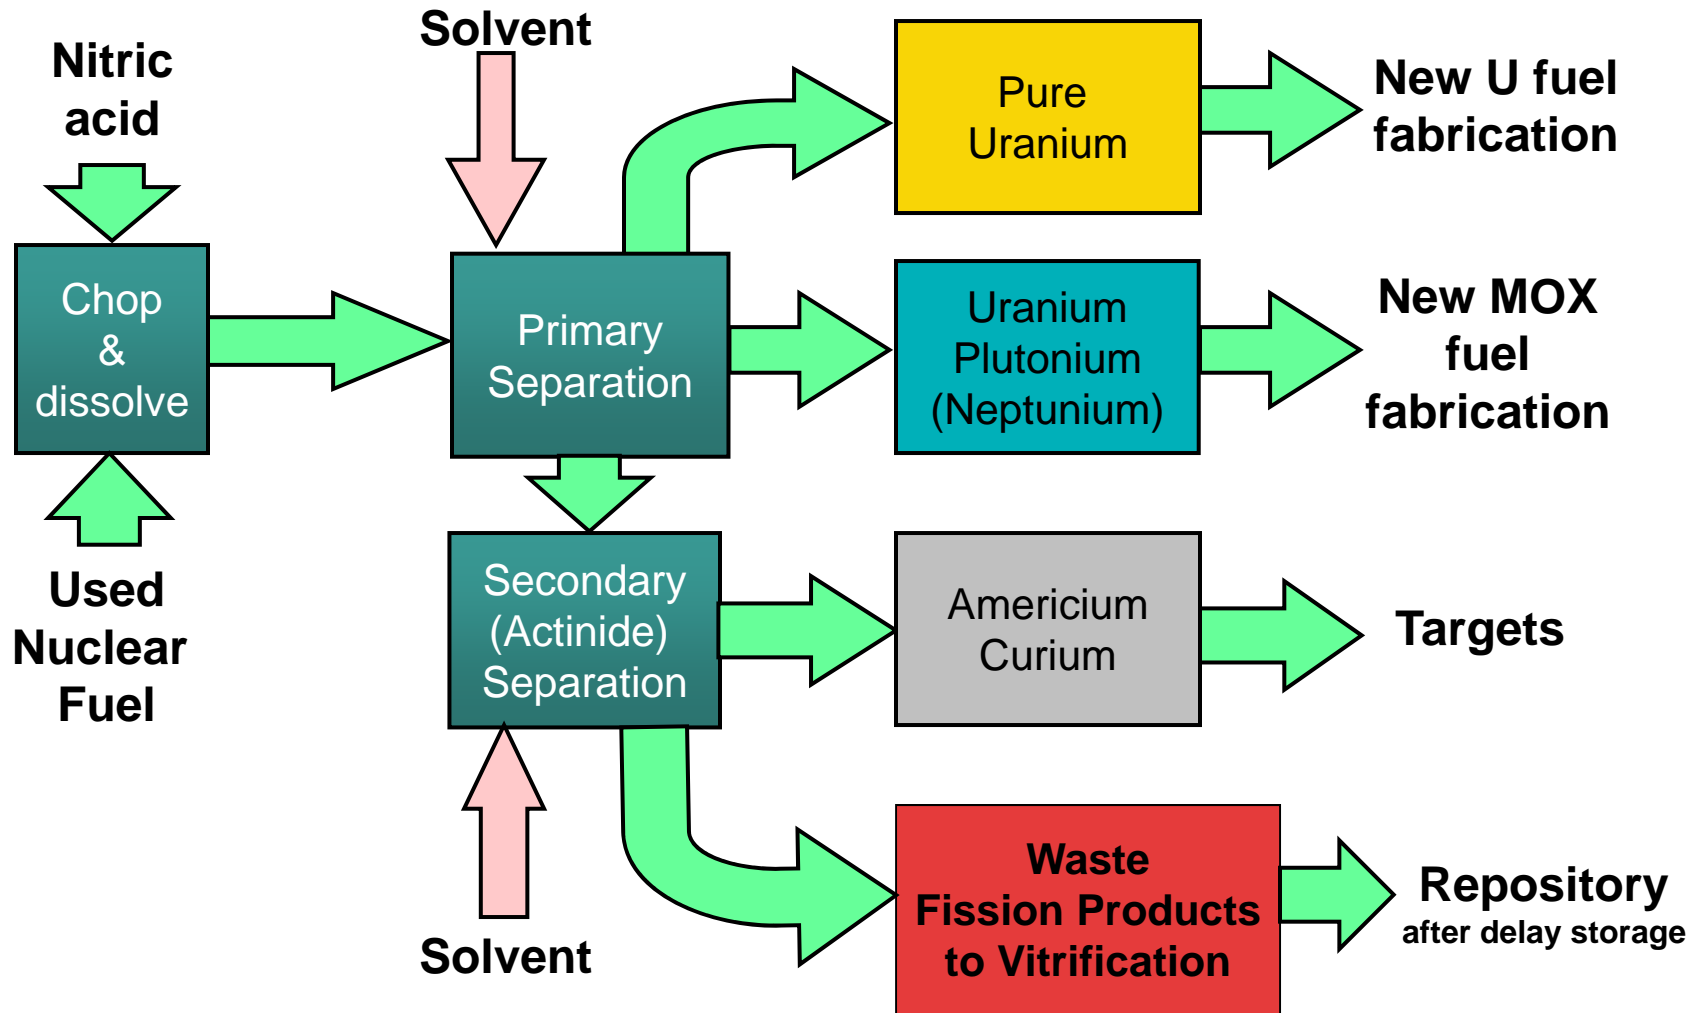 Nitric
acid
Chop
&
dissolve
Used
Nuclear
Fuel
Solvent
Primary
Separation
Secondary
(Actinide)
Separation
Solvent
Pure
Uranium
New U fuel
fabrication
Uranium
Plutonium
(Neptunium)
New MOX
fuel
fabrication
Americium
Curium
Targets
Waste
Fission Products
to Vitrification
Repository
after delay storage